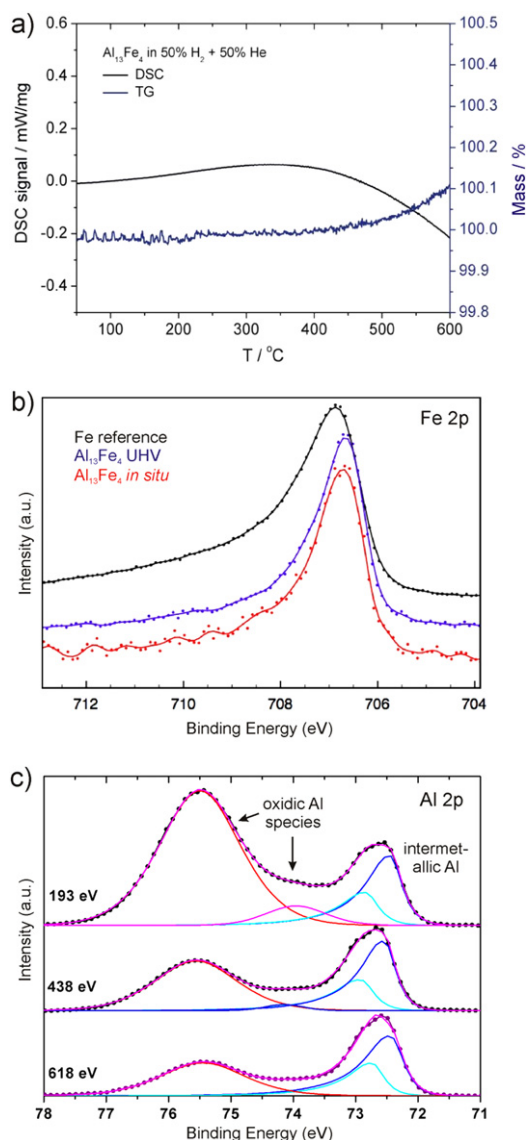 a)
Al13Fe4 in 50% H2 + 50% He
DSC
TG
DSC signal / mW/mg
0.6
0.4
0.2
0.0
-0.2
-0.4
Mass / %
100.5
100.4
100.3
100.2
100.1
100.0
99.9
99.8
100 200 300 400 500 600
T / °C
b)
Fe 2p
Fe reference
Al13Fe4 UHV
Al13Fe4 in situ
Intensity (a.u.)
712 710 708 706 704
Binding Energy (eV)
c)
Al 2p
oxidic Al
species
intermet-
allic Al
193 eV
438 eV
618 eV
Intensity (a.u.)
78 77 76 75 74 73 72 71
Binding Energy (eV)